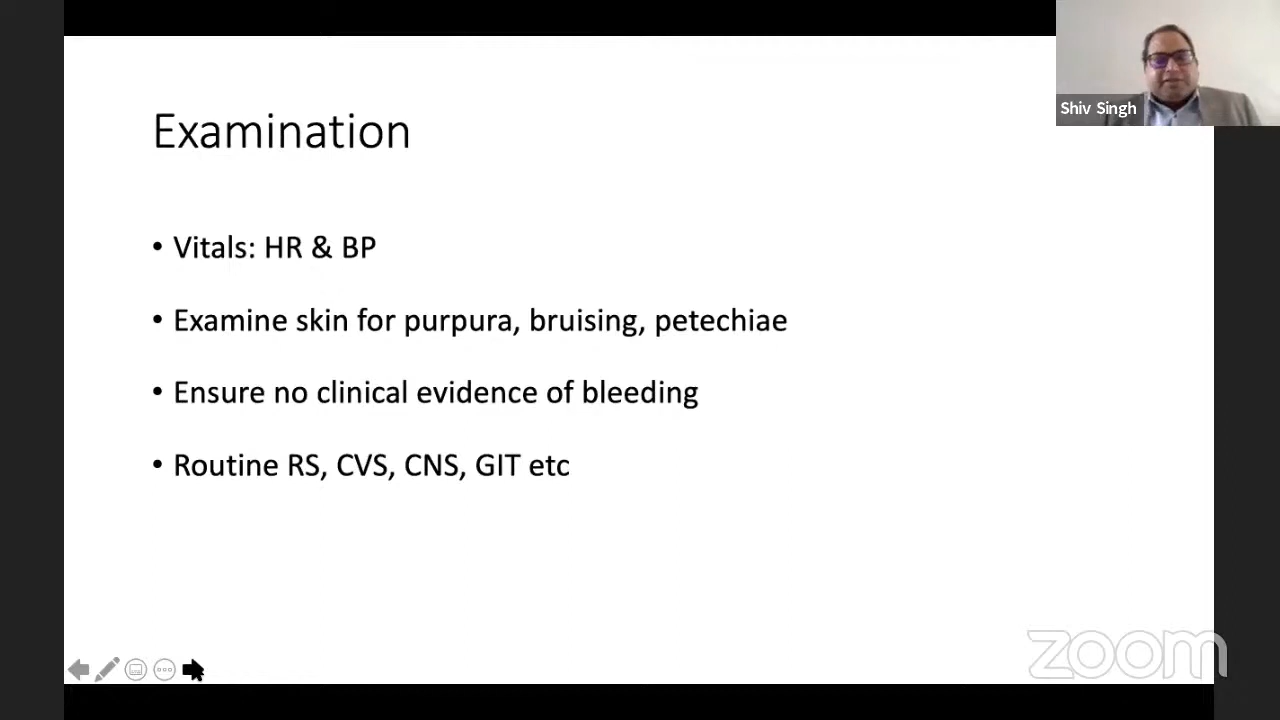 Shiv Singh
Examination
• Vitals: HR & BP
• Examine skin for purpura, bruising, petechiae
• Ensure no clinical evidence of bleeding
• Routine RS, CVS, CNS, GIT etc
zoom